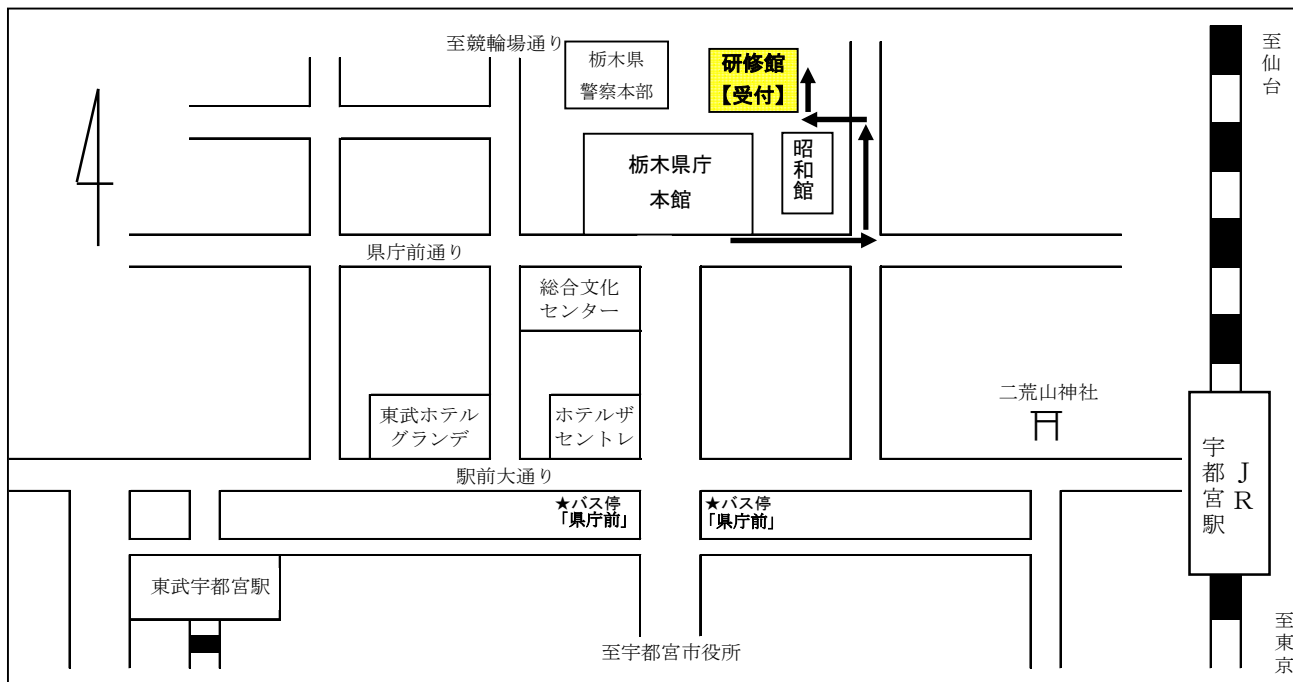 至競輪場通り
栃木県
警察本部
研修館
【受付】
至仙台
栃木県庁
本館
昭和館
県庁前通り
総合文化
センター
東武ホテル
グランデ
ホテルザ
セントレ
二荒山神社
駅前大通り
ＪＲ
宇都宮駅
★バス停
「県庁前」
★バス停
「県庁前」
東武宇都宮駅
至宇都宮市役所
至東京